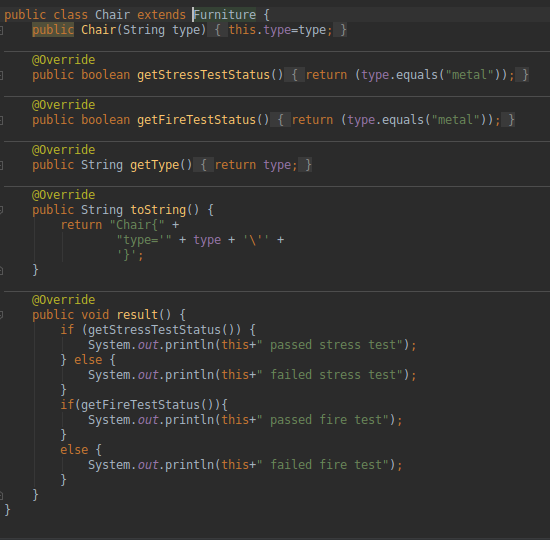 public class Chair extends Furniture {
public Chair(String type) { this.type=type; }
@Override
public boolean getStressTestStatus() { return (type.equals("metal")); }
@Override
public boolean getFireTestStatus() { return (type.equals("metal")); }
@Override
public String getType() { return type; }
@Override
public String toString() {
return "Chair{" +
"type='" + type + '\'' +
'}';
}
@Override
public void result() {
if (getStressTestStatus()) {
System.out.println(this+" passed stress test");
} else {
System.out.println(this+" failed stress test");
}
if(getFireTestStatus()){
System.out.println(this+" passed fire test");
}
else {
System.out.println(this+" failed fire test");
}
}
}